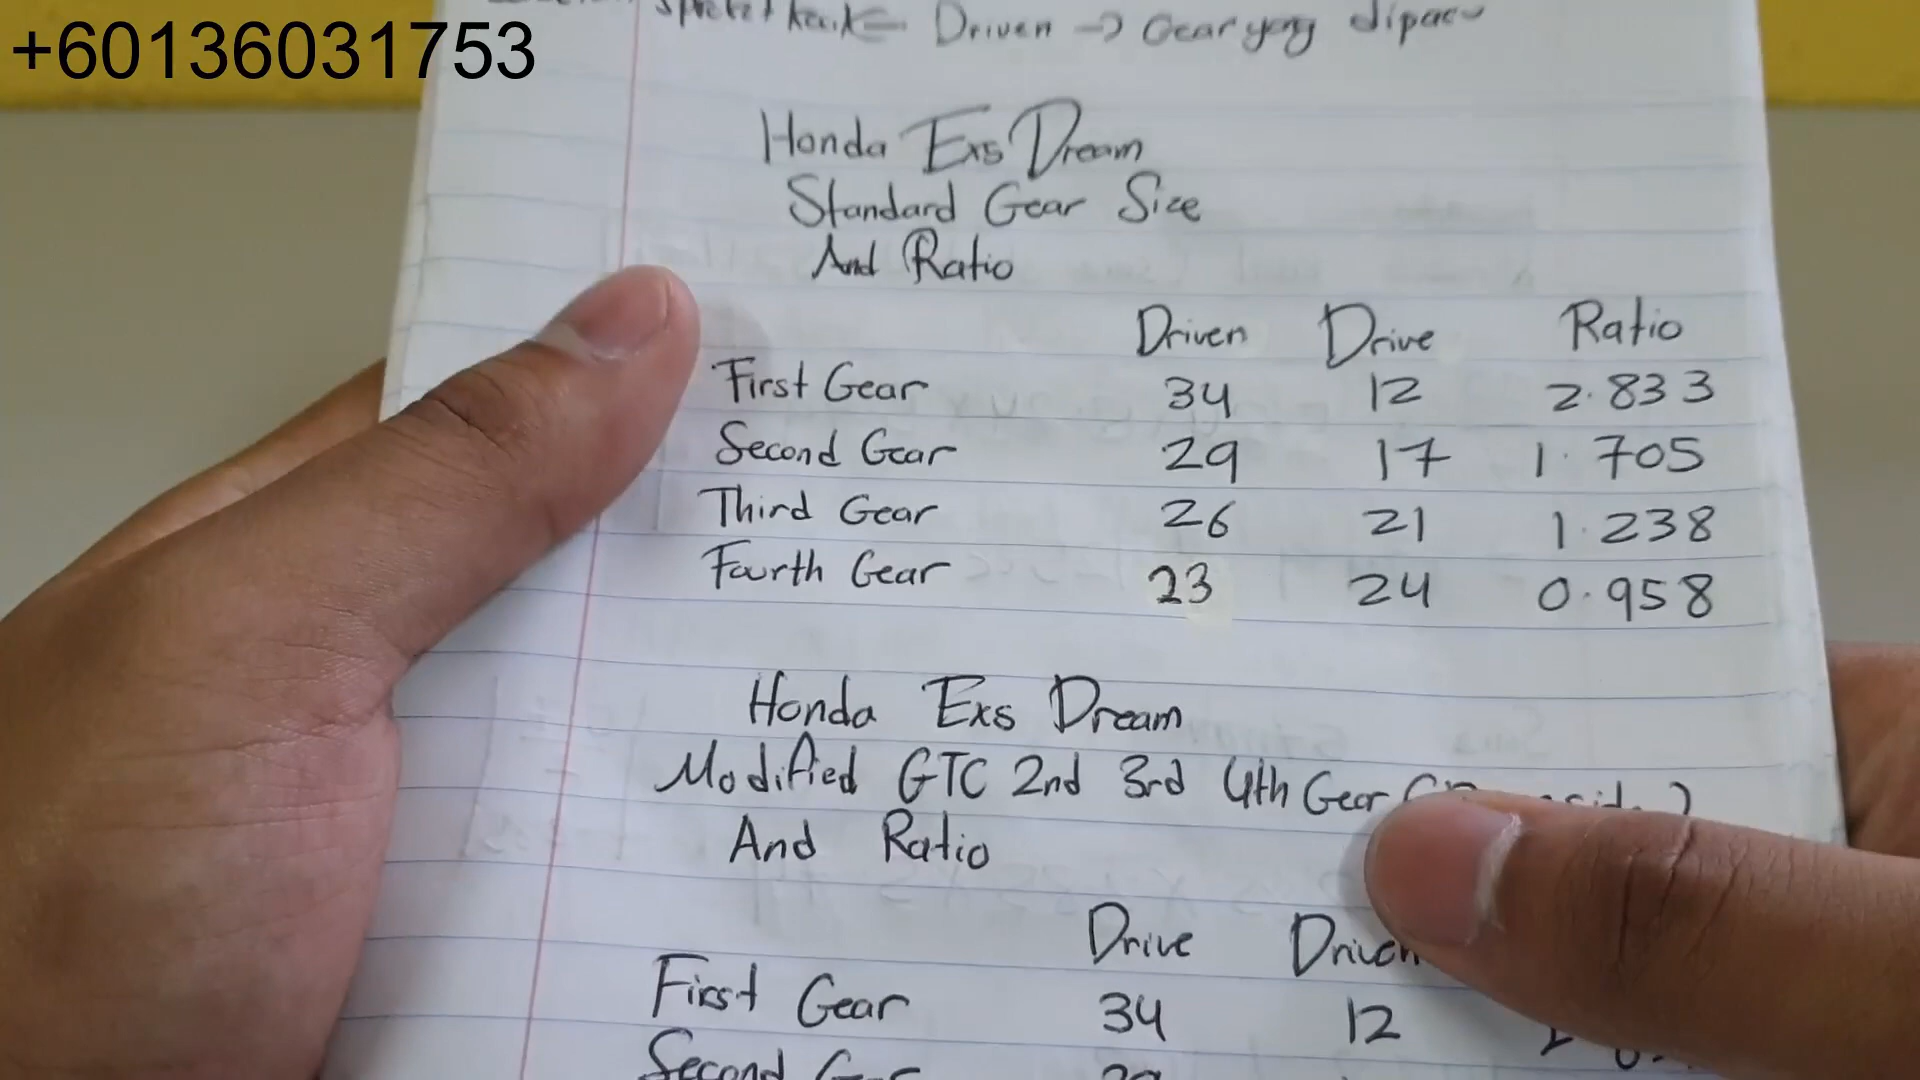 +60136031753
Driven → Gear yang dipacu
Honda Exs Dream
Standard Gear Size
And Ratio
Driven Drive Ratio
First Gear 34 12 2.833
Second Gear 29 17 1.705
Third Gear 26 21 1.238
Fourth Gear 23 24 0.958
Honda Exs Dream
Modified GTC 2nd 3rd 4th Gear
And Ratio
Drive Driven
First Gear 34 12
Second